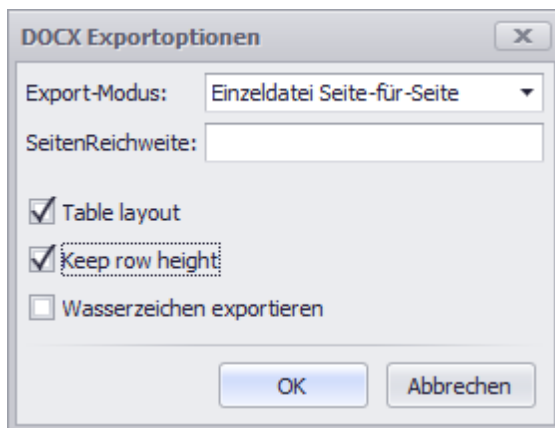 DOCX Exportoptionen
Export-Modus: Einzeldatei Seite-für-Seite
SeitenReichweite:
Table layout
Keep row height
Wasserzeichen exportieren
OK Abbrechen